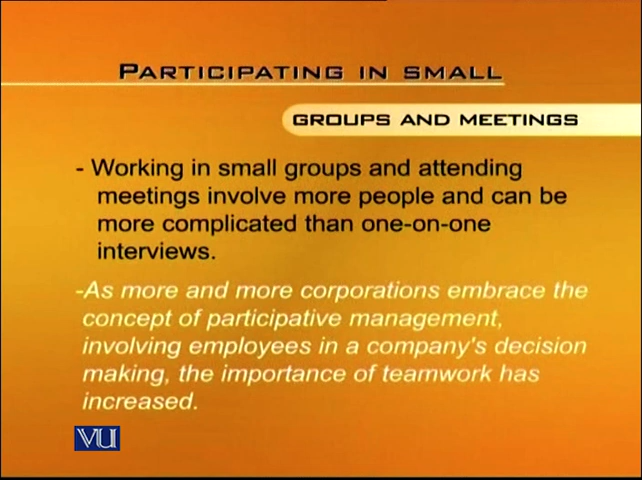 PARTICIPATING IN SMALL
GROUPS AND MEETINGS
- Working in small groups and attending
meetings involve more people and can be
more complicated than one-on-one
interviews.
-As more and more corporations embrace the
concept of participative management,
involving employees in a company's decision
making, the importance of teamwork has
increased.
VU